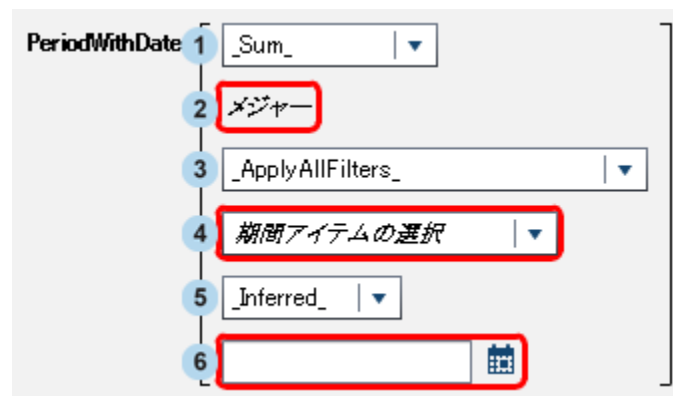 PeriodWithDate 1 _Sum_
2 メジャー
3 _ApplyAllFilters_
4 期間アイテムの選択
5 _Inferred_
6